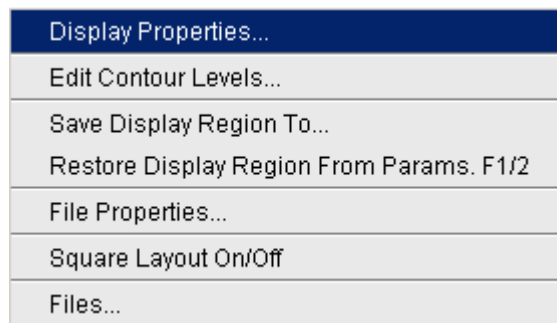 Display Properties...
Edit Contour Levels...
Save Display Region To...
Restore Display Region From Params. F1/2
File Properties...
Square Layout On/Off
Files...